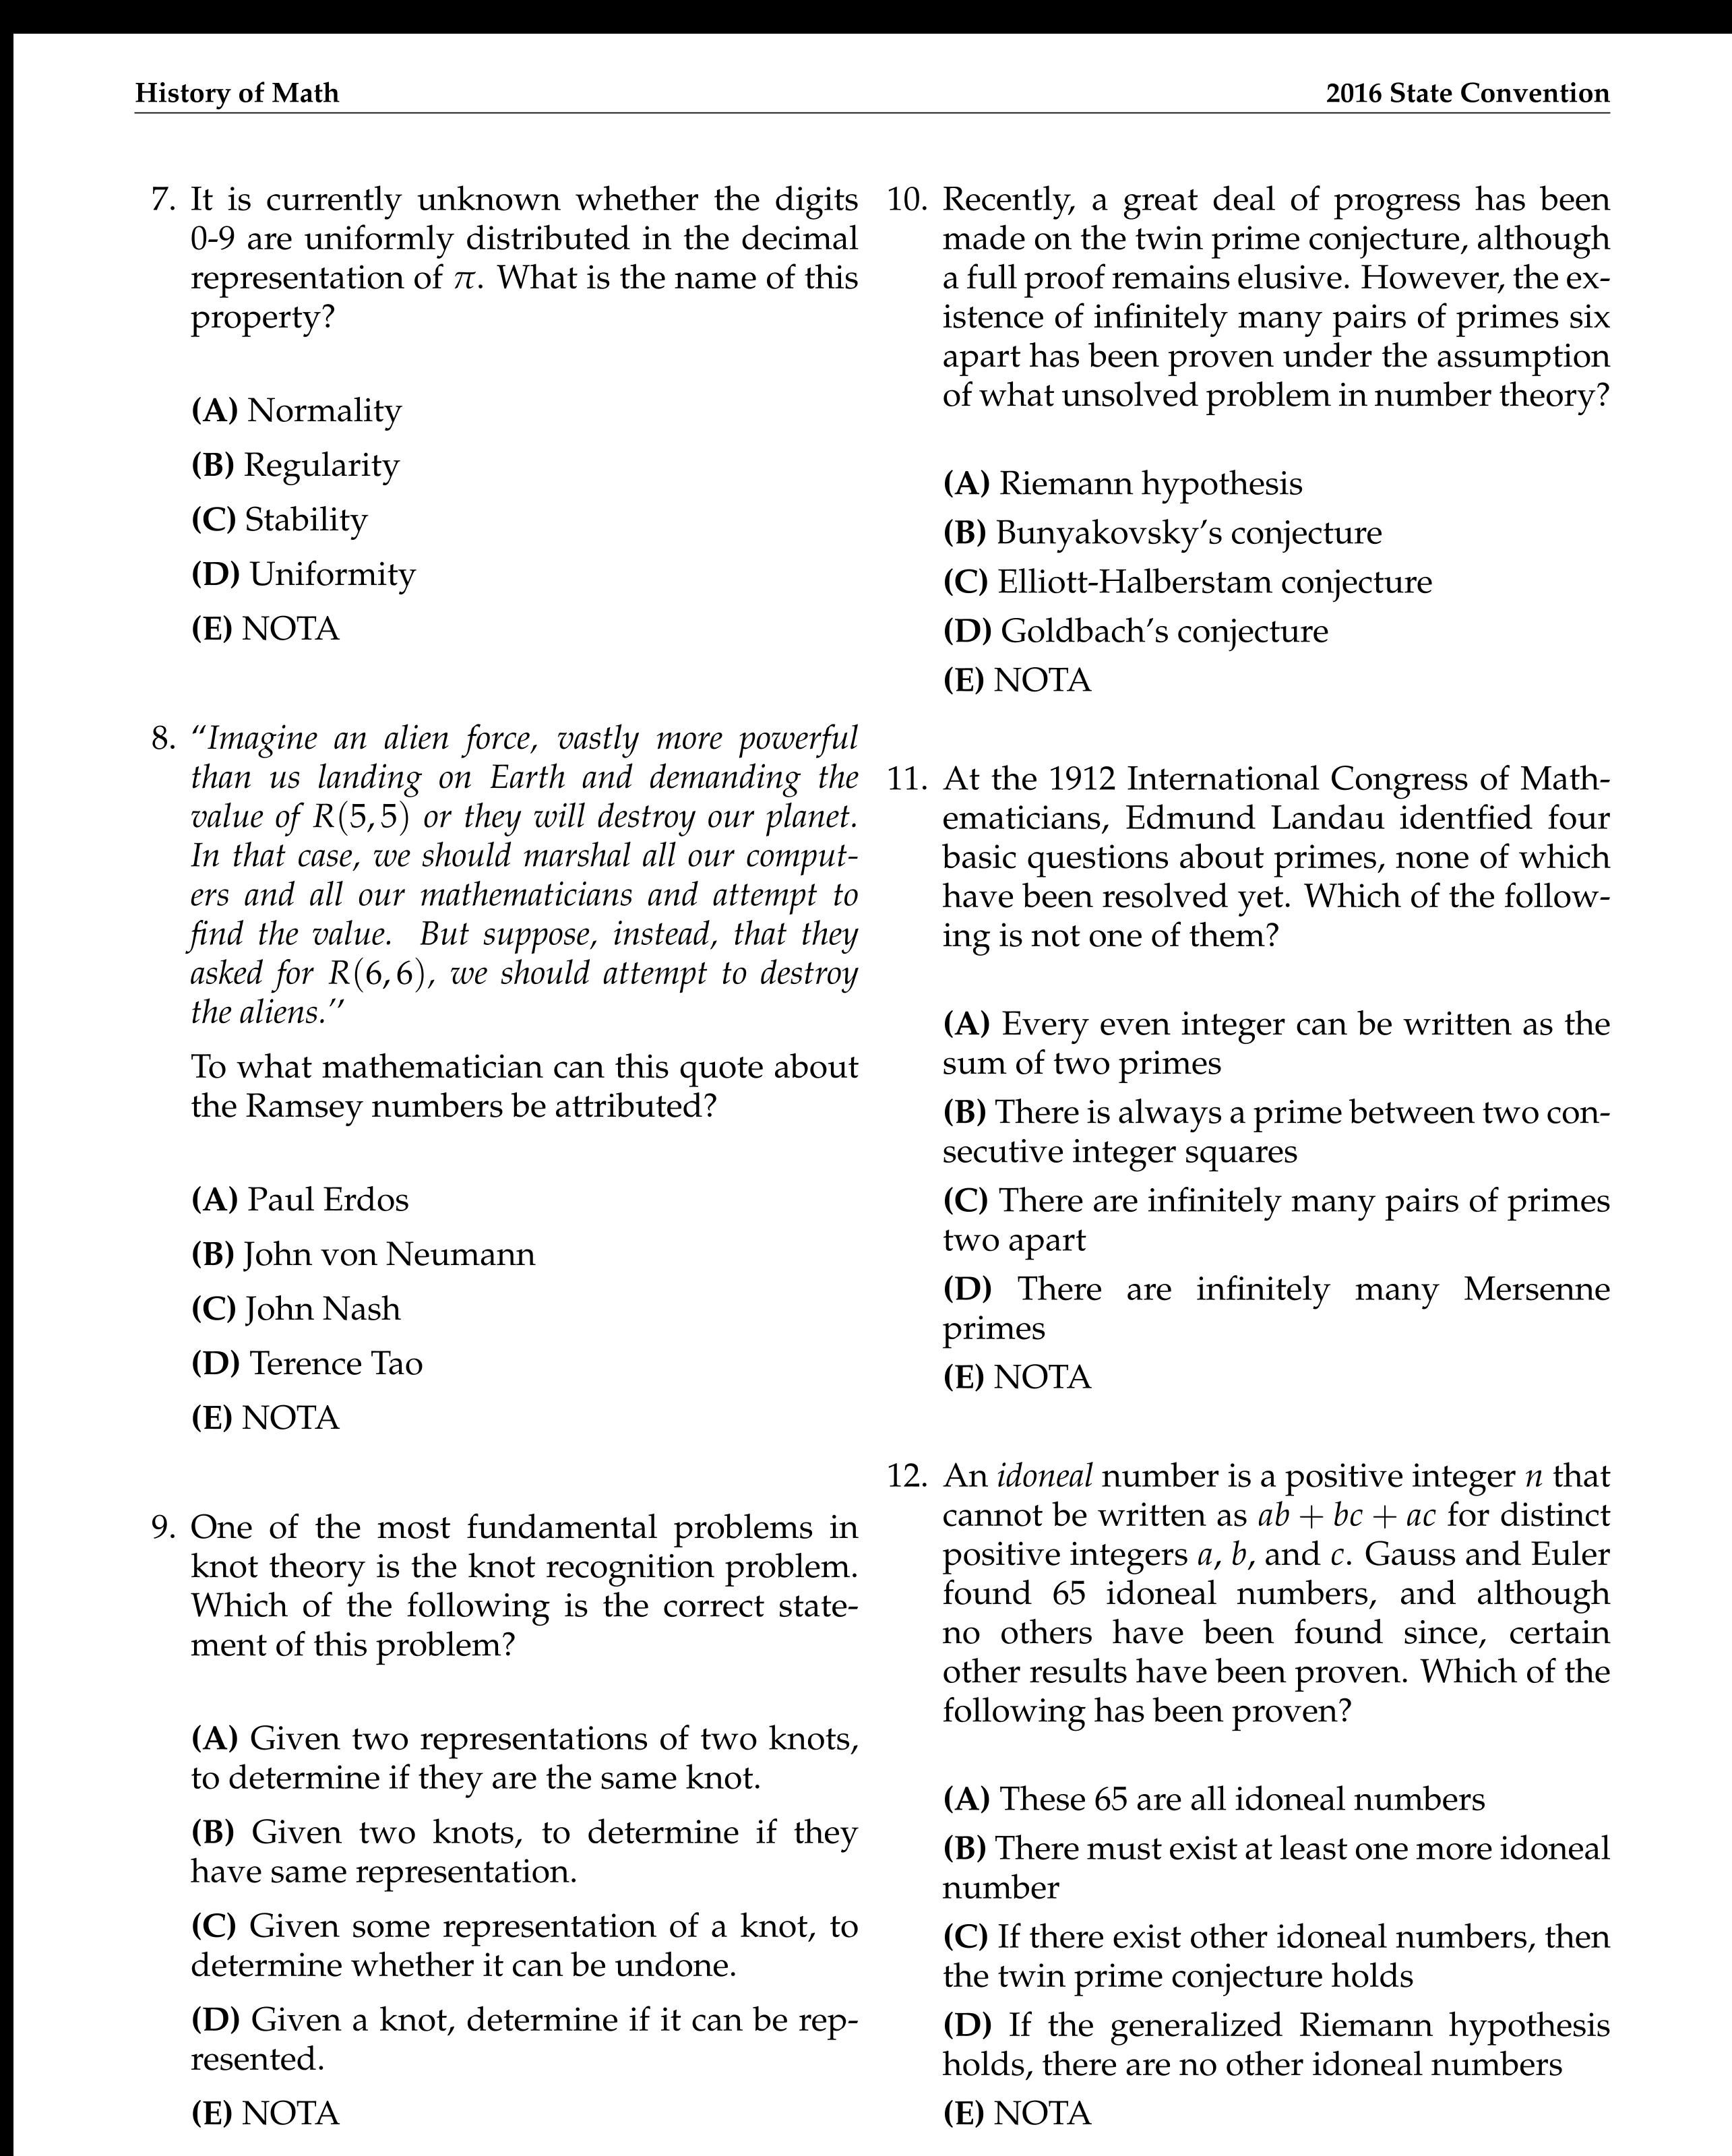 History of Math
2016 State Convention
7. It is currently unknown whether the digits
0-9 are uniformly distributed in the decimal
representation of π. What is the name of this
property?
(A) Normality
(B) Regularity
(C) Stability
(D) Uniformity
(E) NOTA
8. “Imagine an alien force, vastly more powerful
than us landing on Earth and demanding the
value of R(5, 5) or they will destroy our planet.
In that case, we should marshal all our comput-
ers and all our mathematicians and attempt to
find the value. But suppose, instead, that they
asked for R(6, 6), we should attempt to destroy
the aliens.”
To what mathematician can this quote about
the Ramsey numbers be attributed?
(A) Paul Erdos
(B) John von Neumann
(C) John Nash
(D) Terence Tao
(E) NOTA
9. One of the most fundamental problems in
knot theory is the knot recognition problem.
Which of the following is the correct state-
ment of this problem?
(A) Given two representations of two knots,
to determine if they are the same knot.
(B) Given two knots, to determine if they
have same representation.
(C) Given some representation of a knot, to
determine whether it can be undone.
(D) Given a knot, determine if it can be rep-
resented.
(E) NOTA
10. Recently, a great deal of progress has been
made on the twin prime conjecture, although
a full proof remains elusive. However, the ex-
istence of infinitely many pairs of primes six
apart has been proven under the assumption
of what unsolved problem in number theory?
(A) Riemann hypothesis
(B) Bunyakovsky’s conjecture
(C) Elliott-Halberstam conjecture
(D) Goldbach’s conjecture
(E) NOTA
11. At the 1912 International Congress of Math-
ematicians, Edmund Landau identfied four
basic questions about primes, none of which
have been resolved yet. Which of the follow-
ing is not one of them?
(A) Every even integer can be written as the
sum of two primes
(B) There is always a prime between two con-
secutive integer squares
(C) There are infinitely many pairs of primes
two apart
(D) There are infinitely many Mersenne
primes
(E) NOTA
12. An idoneal number is a positive integer n that
cannot be written as ab + bc + ac for distinct
positive integers a, b, and c. Gauss and Euler
found 65 idoneal numbers, and although
no others have been found since, certain
other results have been proven. Which of the
following has been proven?
(A) These 65 are all idoneal numbers
(B) There must exist at least one more idoneal
number
(C) If there exist other idoneal numbers, then
the twin prime conjecture holds
(D) If the generalized Riemann hypothesis
holds, there are no other idoneal numbers
(E) NOTA